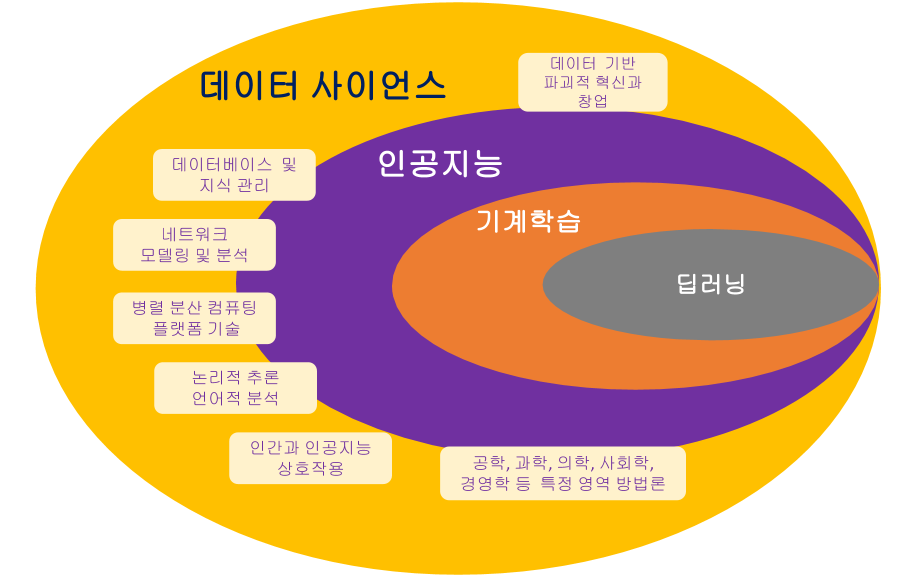 데이터 사이언스
데이터 기반
파괴적 혁신과
창업
인공지능
데이터베이스 및
지식 관리
기계학습
네트워크
모델링 및 분석
딥러닝
병렬 분산 컴퓨팅
플랫폼 기술
논리적 추론
언어적 분석
인간과 인공지능
상호작용
공학, 과학, 의학, 사회학,
경영학 등 특정 영역 방법론